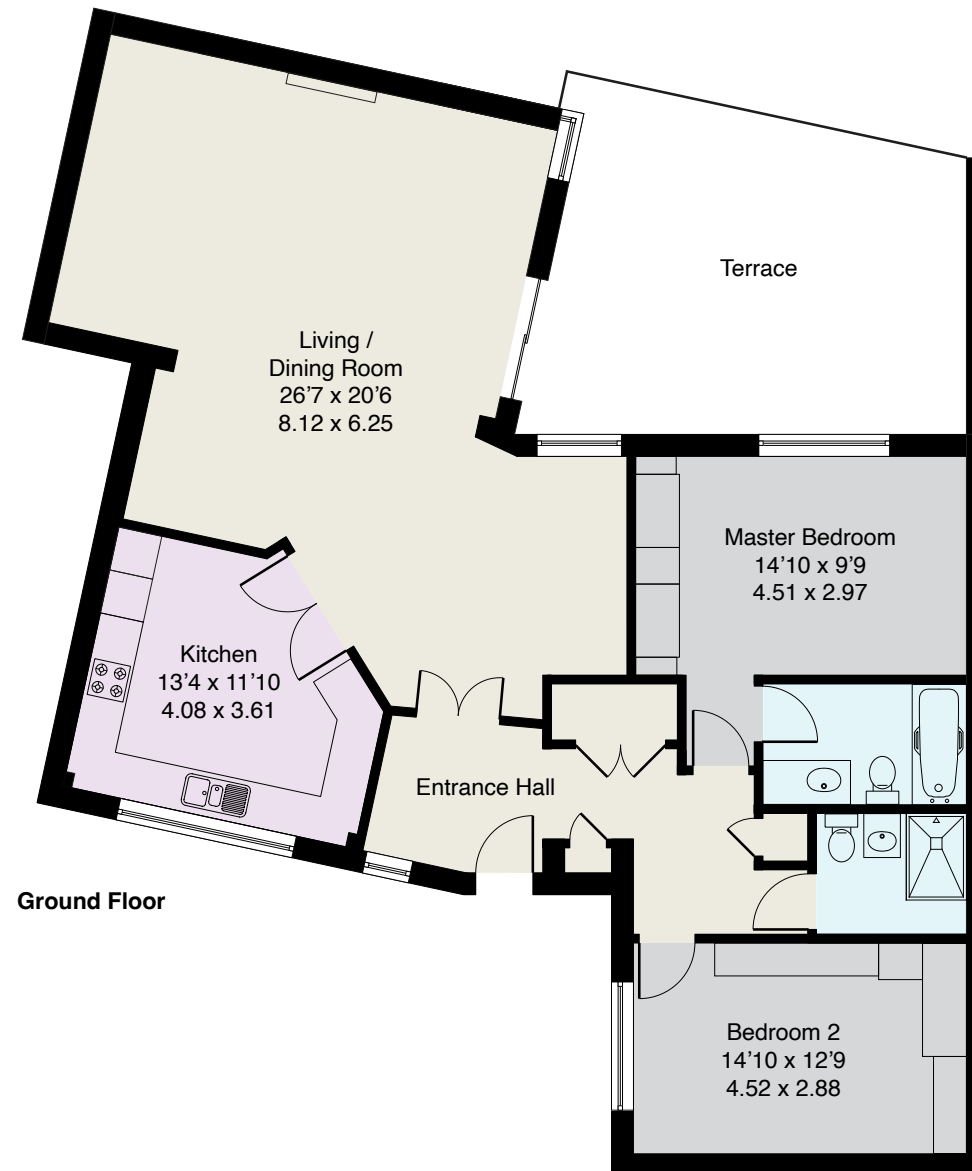 Terrace
Living /
Dining Room
26’7 x 20’6
8.12 x 6.25
Master Bedroom
14’10 x 9’9
4.51 x 2.97
Kitchen
13’4 x 11’10
4.08 x 3.61
Entrance Hall
Ground Floor
Bedroom 2
14’10 x 12’9
4.52 x 2.88